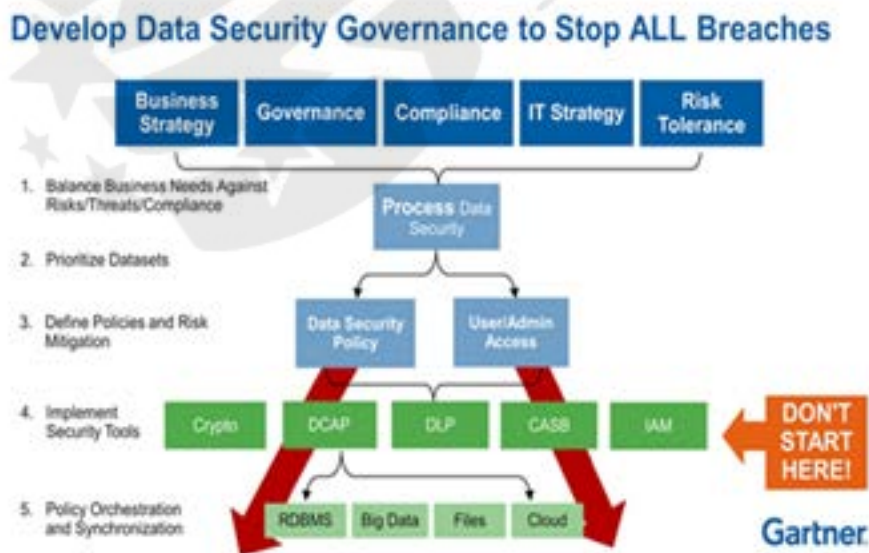 Develop Data Security Governance to Stop ALL Breaches
Business
Strategy
Governance
Compliance
IT Strategy
Risk
Tolerance
1. Balance Business Needs Against
Risks/Threats/Compliance
Process Data
Security
2. Prioritize Datasets
3. Define Policies and Risk
Mitigation
Data Security
Policy
User/Admin
Access
4. Implement
Security Tools
Crypto
DCAP
DLP
CASB
IAM
DON'T
START
HERE!
5. Policy Orchestration
and Synchronization
RDBMS
Big Data
Files
Cloud
Gartner